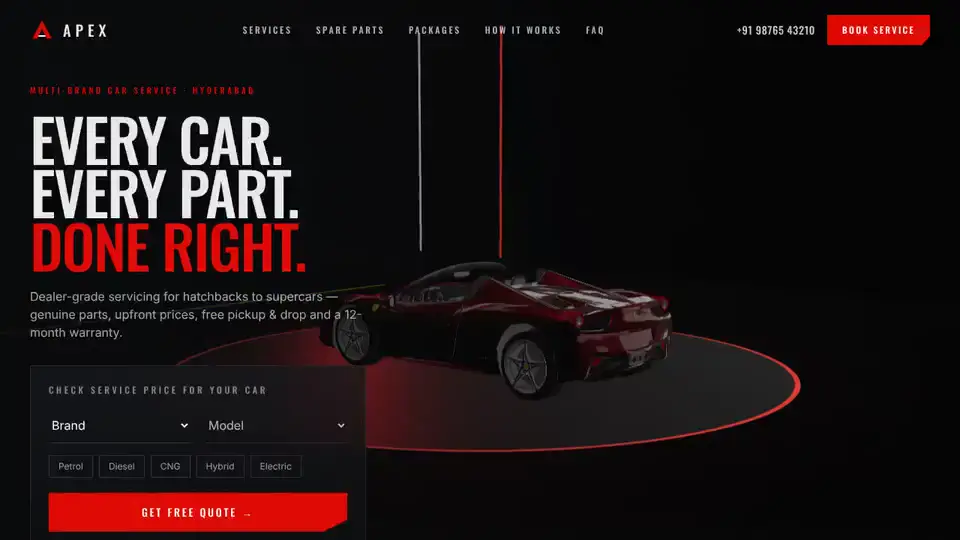 APEX
SERVICES SPARE PARTS PACKAGES HOW IT WORKS FAQ
+91 98765 43210
BOOK SERVICE
MULTI-BRAND CAR SERVICE · HYDERABAD
EVERY CAR.
EVERY PART.
DONE RIGHT.
Dealer-grade servicing for hatchbacks to supercars —
genuine parts, upfront prices, free pickup & drop and a 12-
month warranty.
CHECK SERVICE PRICE FOR YOUR CAR
Brand Model
Petrol Diesel CNG Hybrid Electric
GET FREE QUOTE →